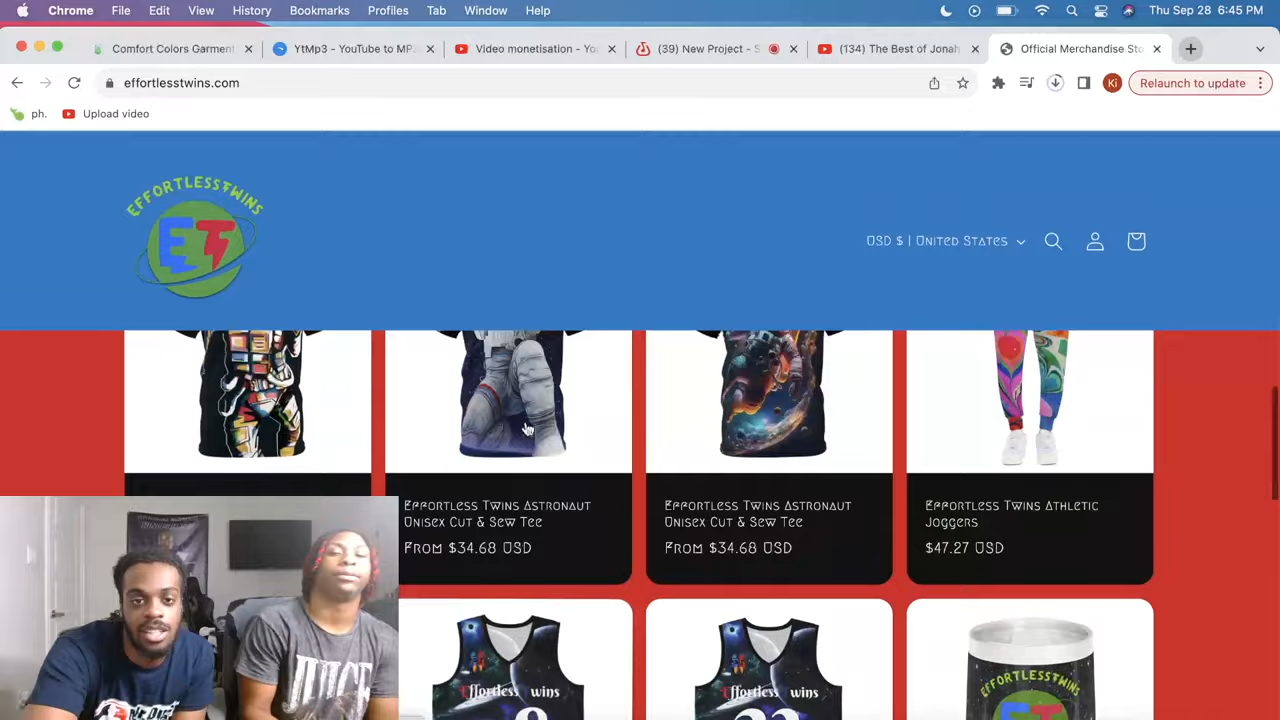 Chrome File Edit View History Bookmarks Profiles Tab Window Help Thu Sep 28 6:45 PM
Comfort Colors Garment YtMp3 - YouTube to MP Video monetisation - Yo (39) New Project - S (134) The Best of Jonah Official Merchandise Sto
effortlesstwins.com Ki Relaunch to update
ph. Upload video
EFFORTLESSTWINS
ET
USD $ | United States
Effortless Twins Astronaut
Unisex Cut & Sew Tee
From $34.68 USD
Effortless Twins Astronaut
Unisex Cut & Sew Tee
From $34.68 USD
Effortless Twins Athletic
Joggers
$47.27 USD
Effortless wins
Effortless wins
EFFORTLESSTWINS
ET
JUICE